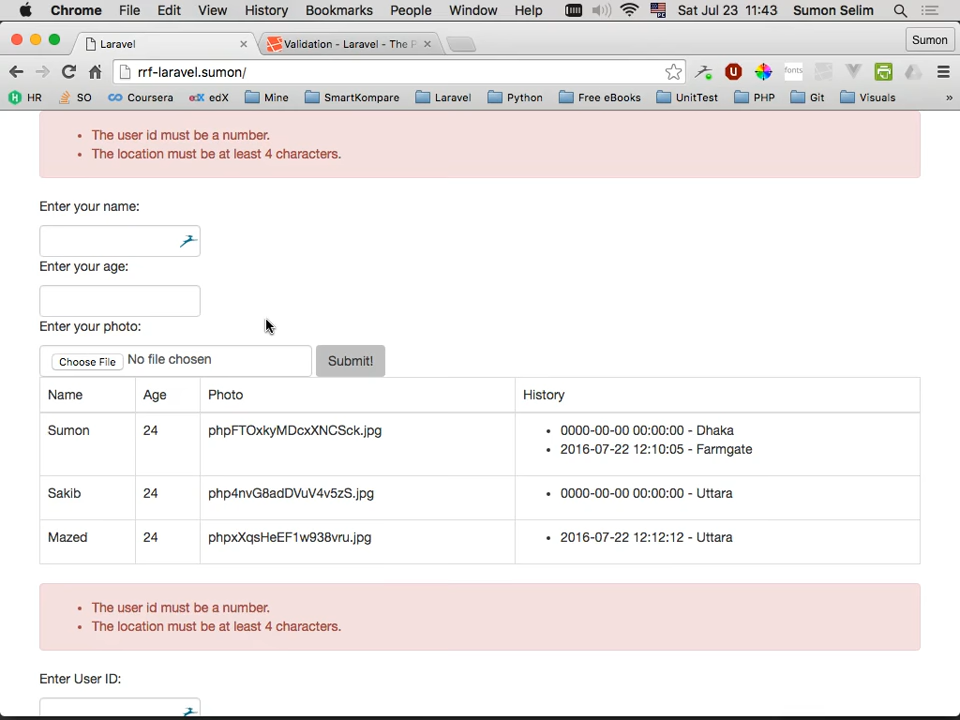 Chrome File Edit View History Bookmarks People Window Help Sat Jul 23 11:43 Sumon Selim
Laravel Validation - Laravel - The P Sumon
rrf-laravel.sumon/ fonts
HR SO Coursera edX Mine SmartKompare Laravel Python Free eBooks UnitTest PHP Git Visuals »
• The user id must be a number.
• The location must be at least 4 characters.
Enter your name:
Enter your age:
Enter your photo:
Choose File No file chosen Submit!
Name Age Photo History
Sumon 24 phpFTOxkyMDcxXNCSck.jpg • 0000-00-00 00:00:00 - Dhaka
• 2016-07-22 12:10:05 - Farmgate
Sakib 24 php4nvG8adDVuV4v5zS.jpg • 0000-00-00 00:00:00 - Uttara
Mazed 24 phpxXqsHeEF1w938vru.jpg • 2016-07-22 12:12:12 - Uttara
• The user id must be a number.
• The location must be at least 4 characters.
Enter User ID: